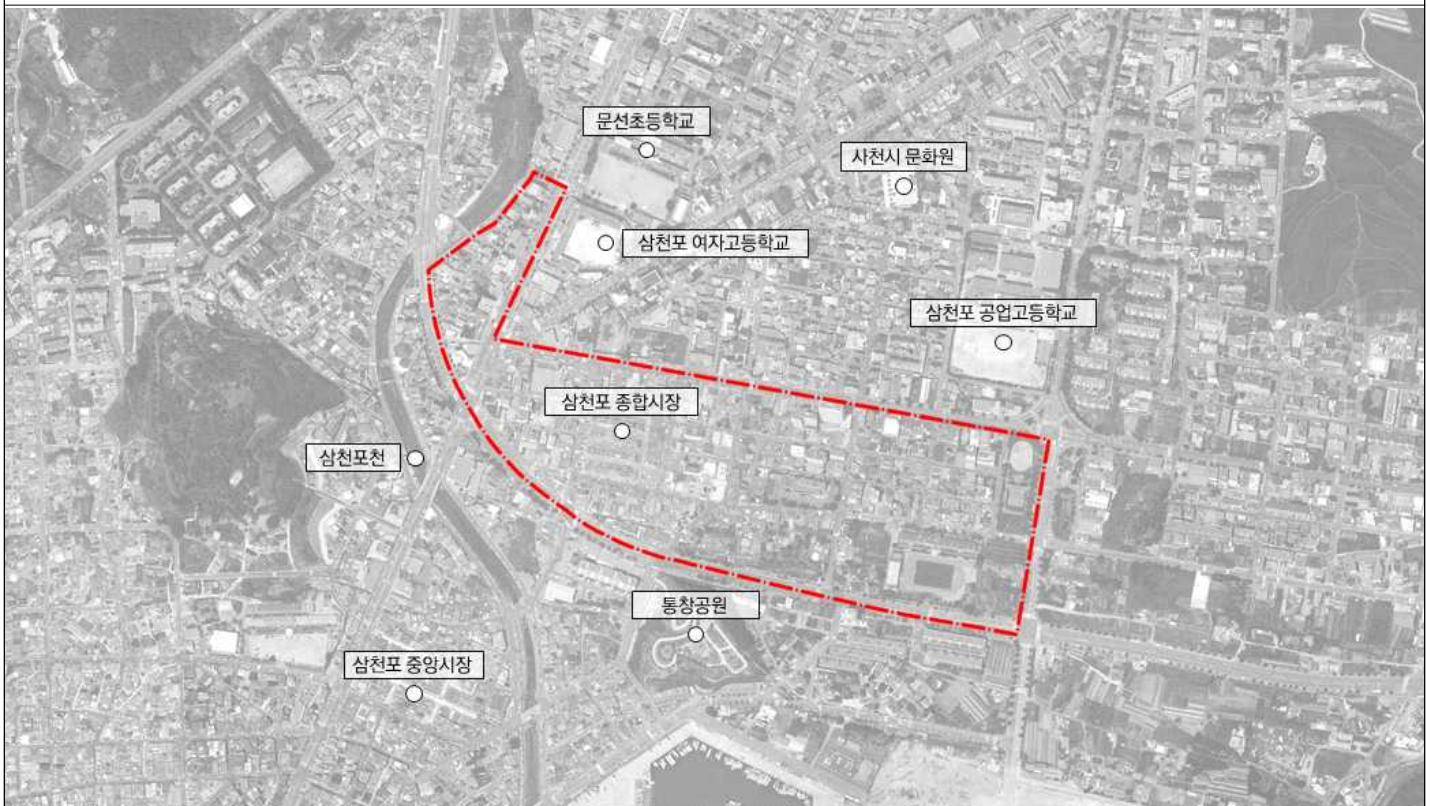 문선초등학교
사천시 문화원
삼천포 여자고등학교
삼천포 공업고등학교
삼천포 종합시장
삼천포천
통창공원
삼천포 중앙시장